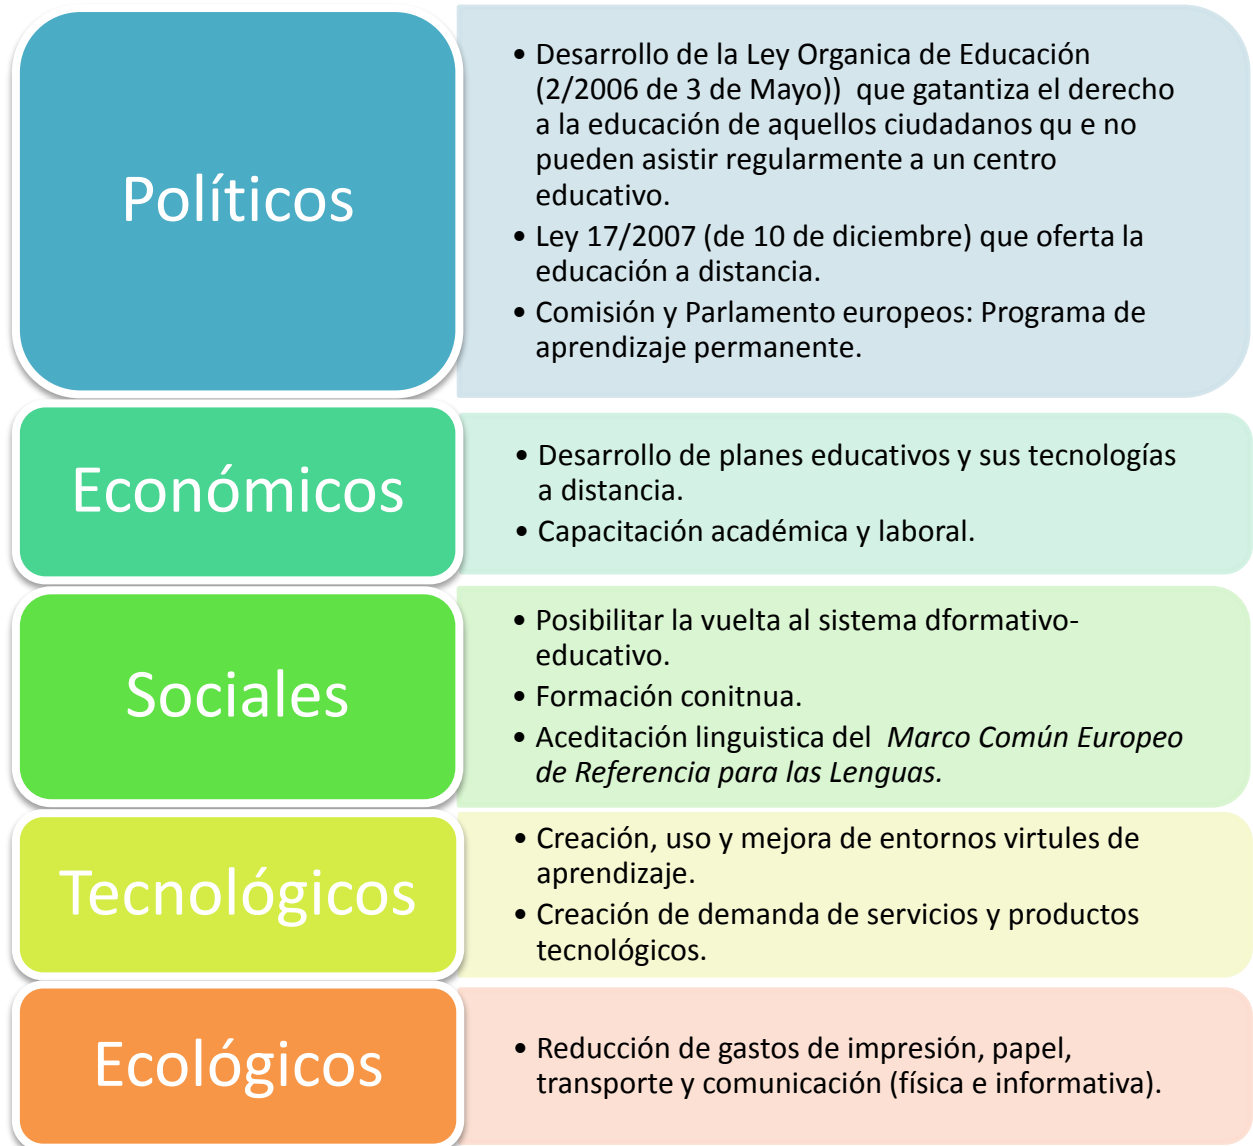 Políticos
• Desarrollo de la Ley Organica de Educación
(2/2006 de 3 de Mayo)) que gatantiza el derecho
a la educación de aquellos ciudadanos qu e no
pueden asistir regularmente a un centro
educativo.
• Ley 17/2007 (de 10 de diciembre) que oferta la
educación a distancia.
• Comisión y Parlamento europeos: Programa de
aprendizaje permanente.
Económicos
• Desarrollo de planes educativos y sus tecnologías
a distancia.
• Capacitación académica y laboral.
Sociales
• Posibilitar la vuelta al sistema dformativo-
educativo.
• Formación conitnua.
• Aceditación linguistica del Marco Común Europeo
de Referencia para las Lenguas.
Tecnológicos
• Creación, uso y mejora de entornos virtules de
aprendizaje.
• Creación de demanda de servicios y productos
tecnológicos.
Ecológicos
• Reducción de gastos de impresión, papel,
transporte y comunicación (física e informativa).